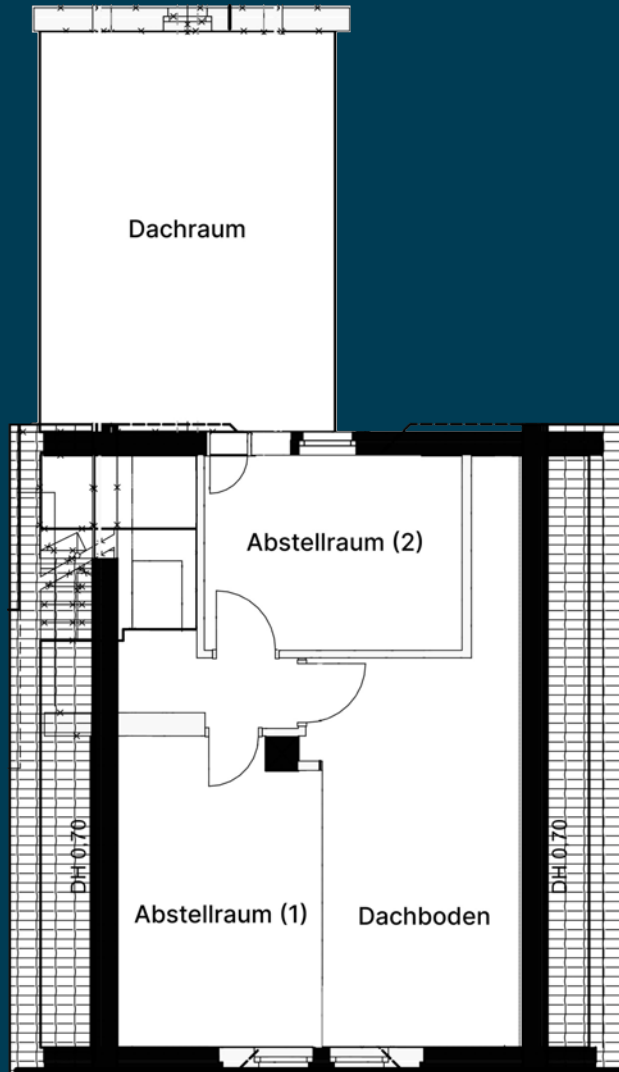 Dachraum
Abstellraum (2)
DH 0,70
DH 0,70
Abstellraum (1)
Dachboden